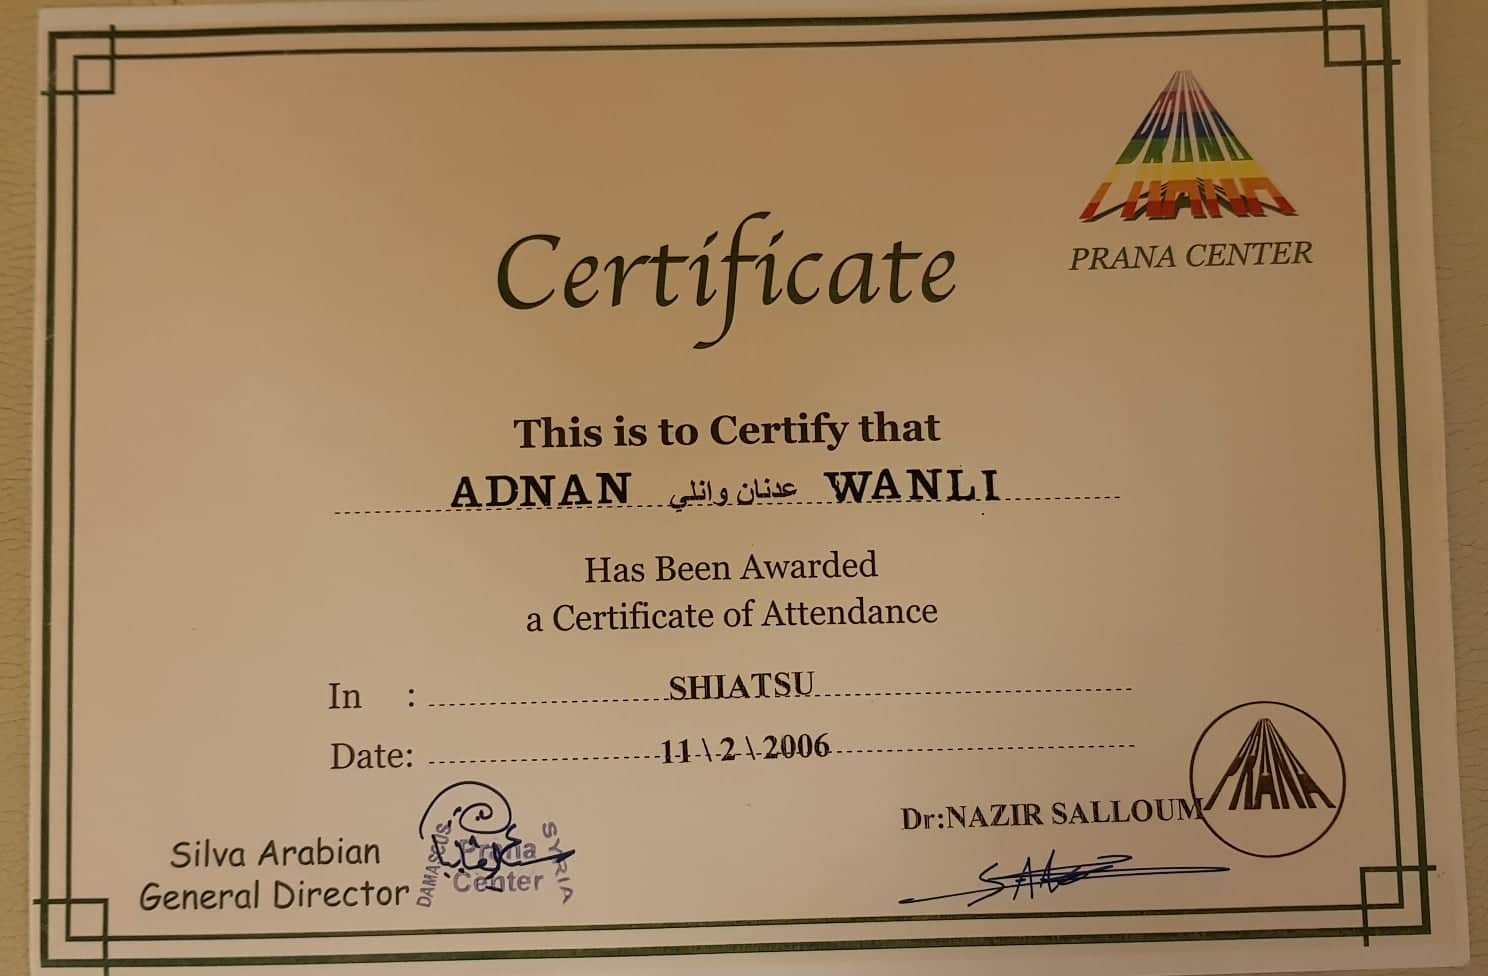 PRANA
PRANA CENTER
Certificate
This is to Certify that
ADNAN عدنان وانلي WANLI
Has Been Awarded
a Certificate of Attendance
In : SHIATSU
Date: 11\2\2006
Dr:NAZIR SALLOUM
PRANA
Silva Arabian
General Director
DAMASCUS
Prana
Center
SYRIA